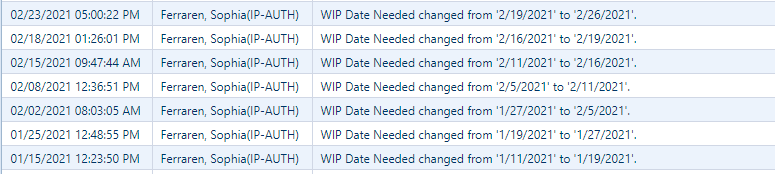 02/23/2021 05:00:22 PM Ferraren, Sophia(IP-AUTH) WIP Date Needed changed from '2/19/2021' to '2/26/2021'.
02/18/2021 01:26:01 PM Ferraren, Sophia(IP-AUTH) WIP Date Needed changed from '2/16/2021' to '2/19/2021'.
02/15/2021 09:47:44 AM Ferraren, Sophia(IP-AUTH) WIP Date Needed changed from '2/11/2021' to '2/16/2021'.
02/08/2021 12:36:51 PM Ferraren, Sophia(IP-AUTH) WIP Date Needed changed from '2/5/2021' to '2/11/2021'.
02/02/2021 08:03:05 AM Ferraren, Sophia(IP-AUTH) WIP Date Needed changed from '1/27/2021' to '2/5/2021'.
01/25/2021 12:48:55 PM Ferraren, Sophia(IP-AUTH) WIP Date Needed changed from '1/19/2021' to '1/27/2021'.
01/15/2021 12:23:50 PM Ferraren, Sophia(IP-AUTH) WIP Date Needed changed from '1/11/2021' to '1/19/2021'.